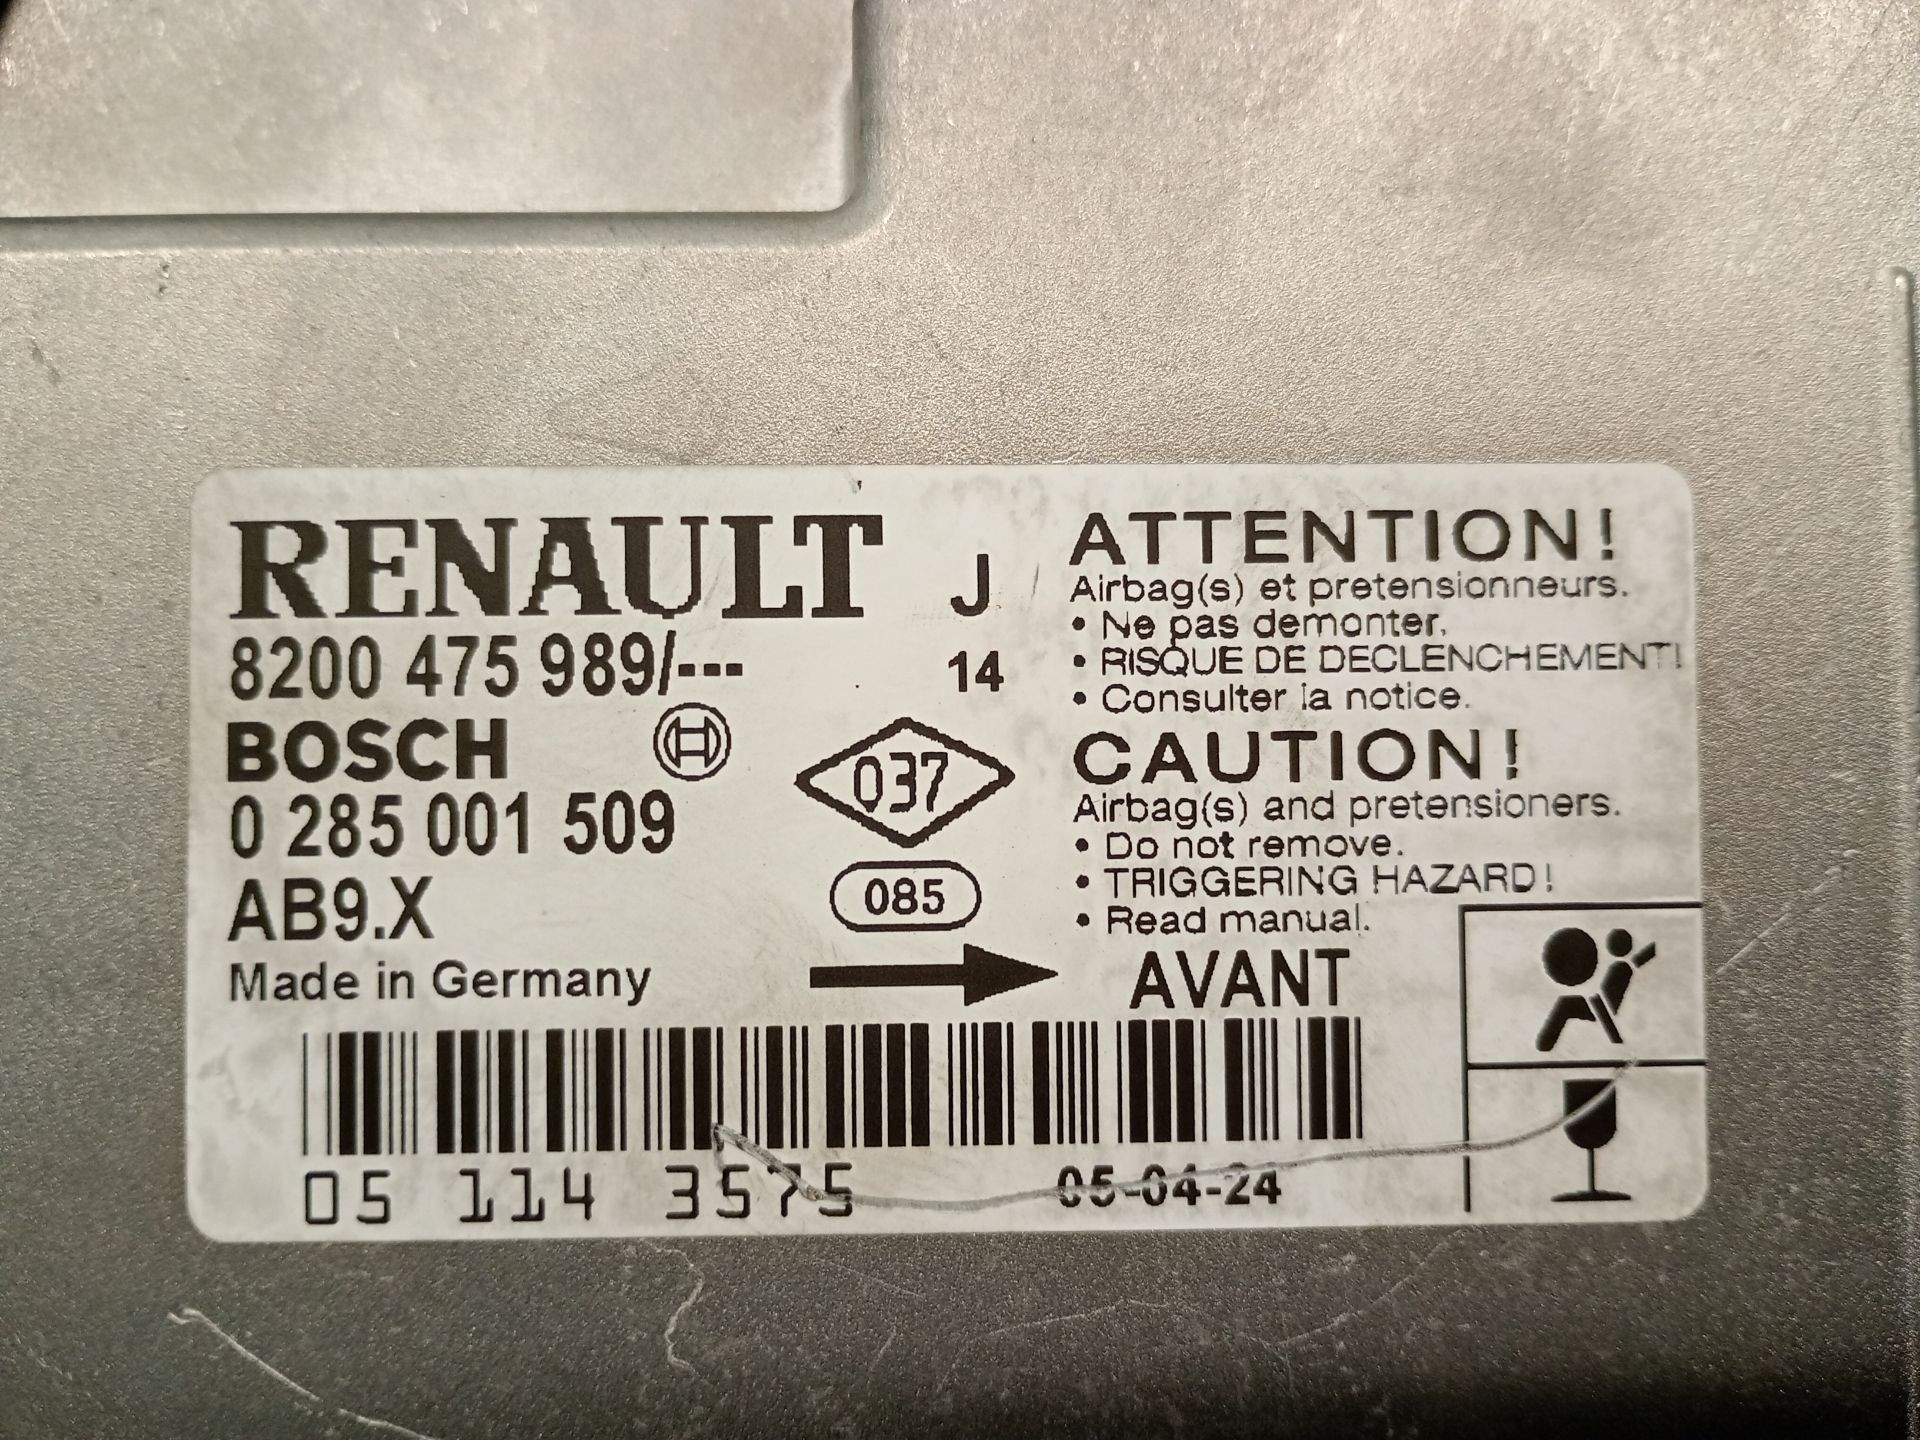 RENAULT J
8200 475 989/--- 14
BOSCH
0 285 001 509
AB9.X
Made in Germany
037
085
ATTENTION!
Airbag(s) et pretensionneurs.
• Ne pas demonter.
• RISQUE DE DECLENCHEMENT!
• Consulter la notice.
CAUTION!
Airbag(s) and pretensioners.
• Do not remove.
• TRIGGERING HAZARD!
• Read manual.
AVANT
05 114 3575 05-04-24